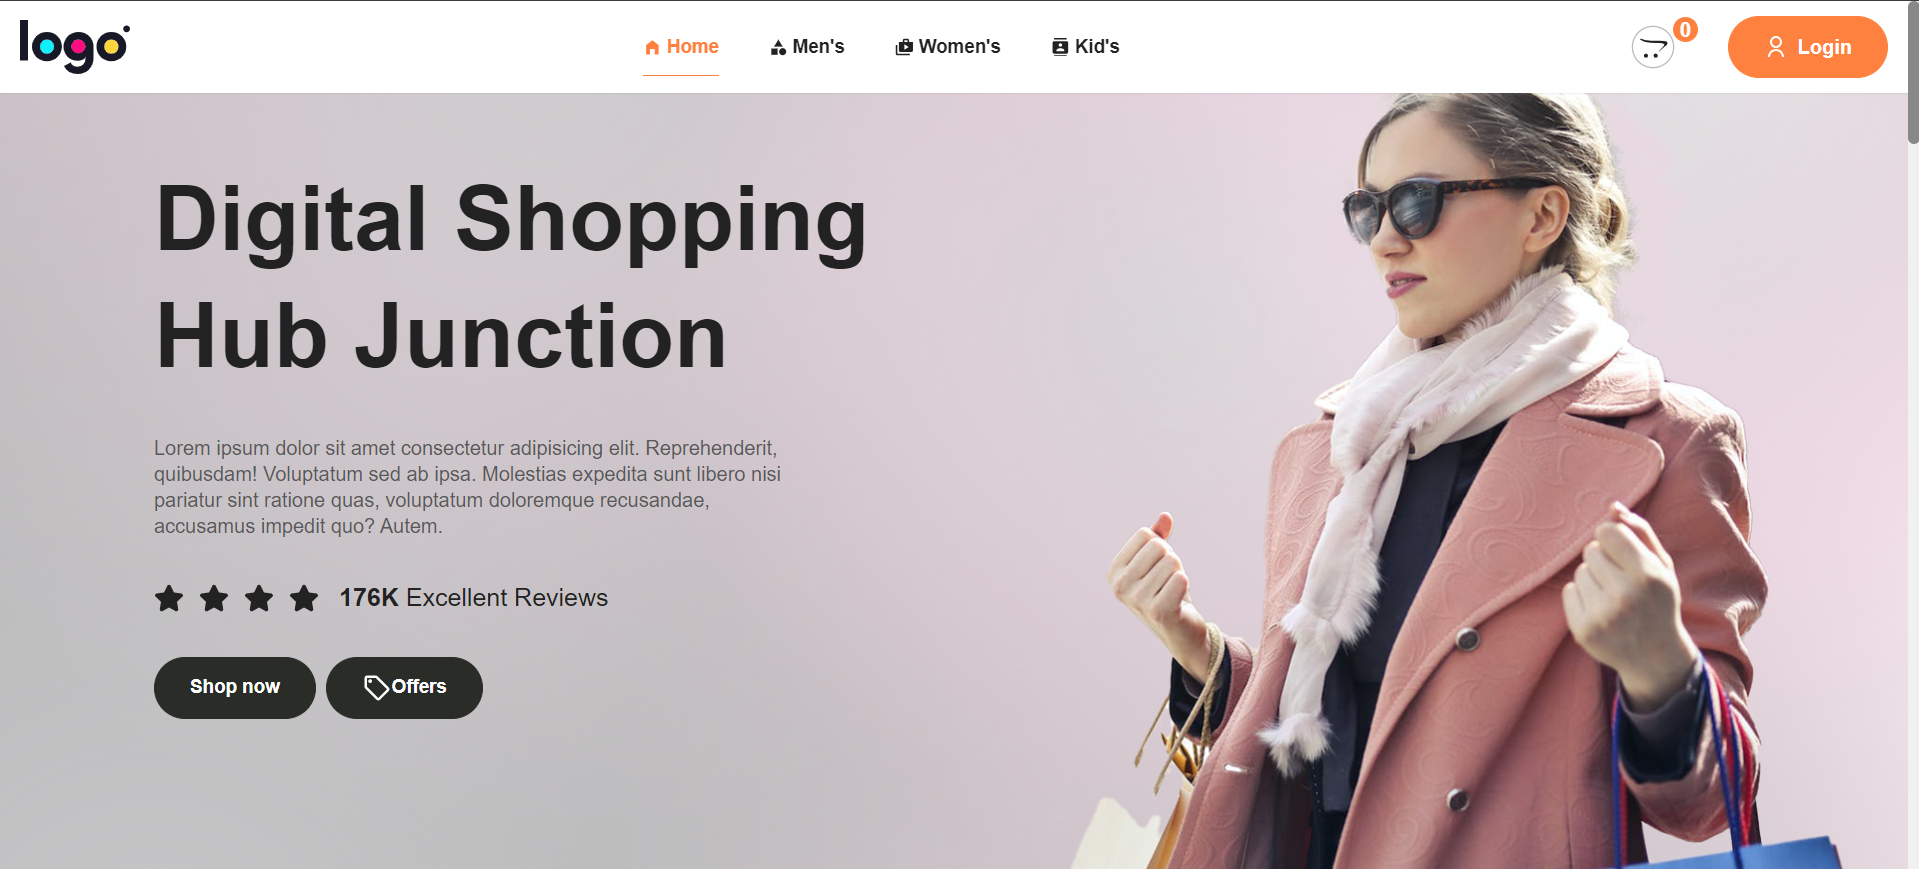 logo
Home
Men's
Women's
Kid's
0
Login
Digital Shopping
Hub Junction
Lorem ipsum dolor sit amet consectetur adipisicing elit. Reprehenderit,
quibusdam! Voluptatum sed ab ipsa. Molestias expedita sunt libero nisi
pariatur sint ratione quas, voluptatum doloremque recusandae,
accusamus impedit quo? Autem.
176K Excellent Reviews
Shop now
Offers